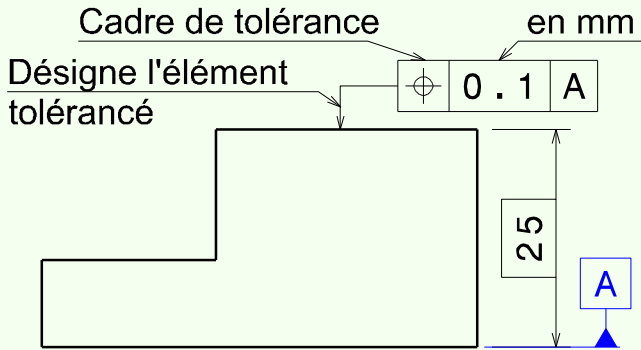 Cadre de tolérance
en mm
Désigne l'élément
tolérancé
0.1 A
25
A